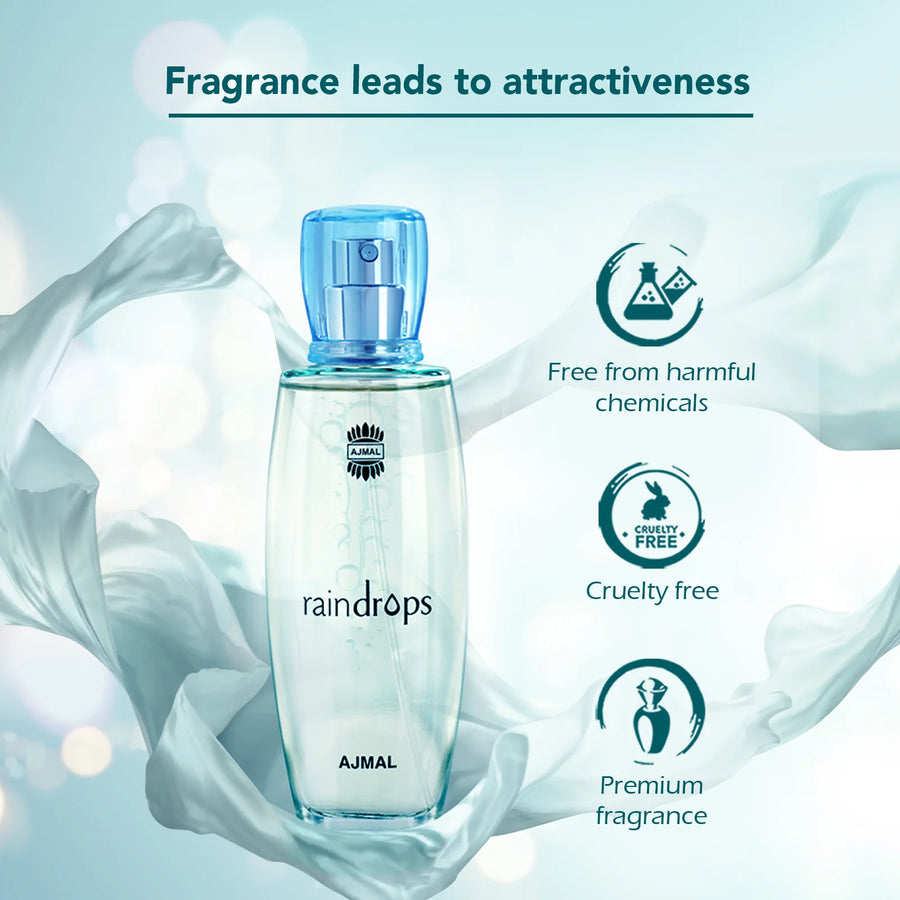 Fragrance leads to attractiveness
AJMAL
raindrops
AJMAL
Free from harmful
chemicals
CRUELTY
FREE
Cruelty free
Premium
fragrance